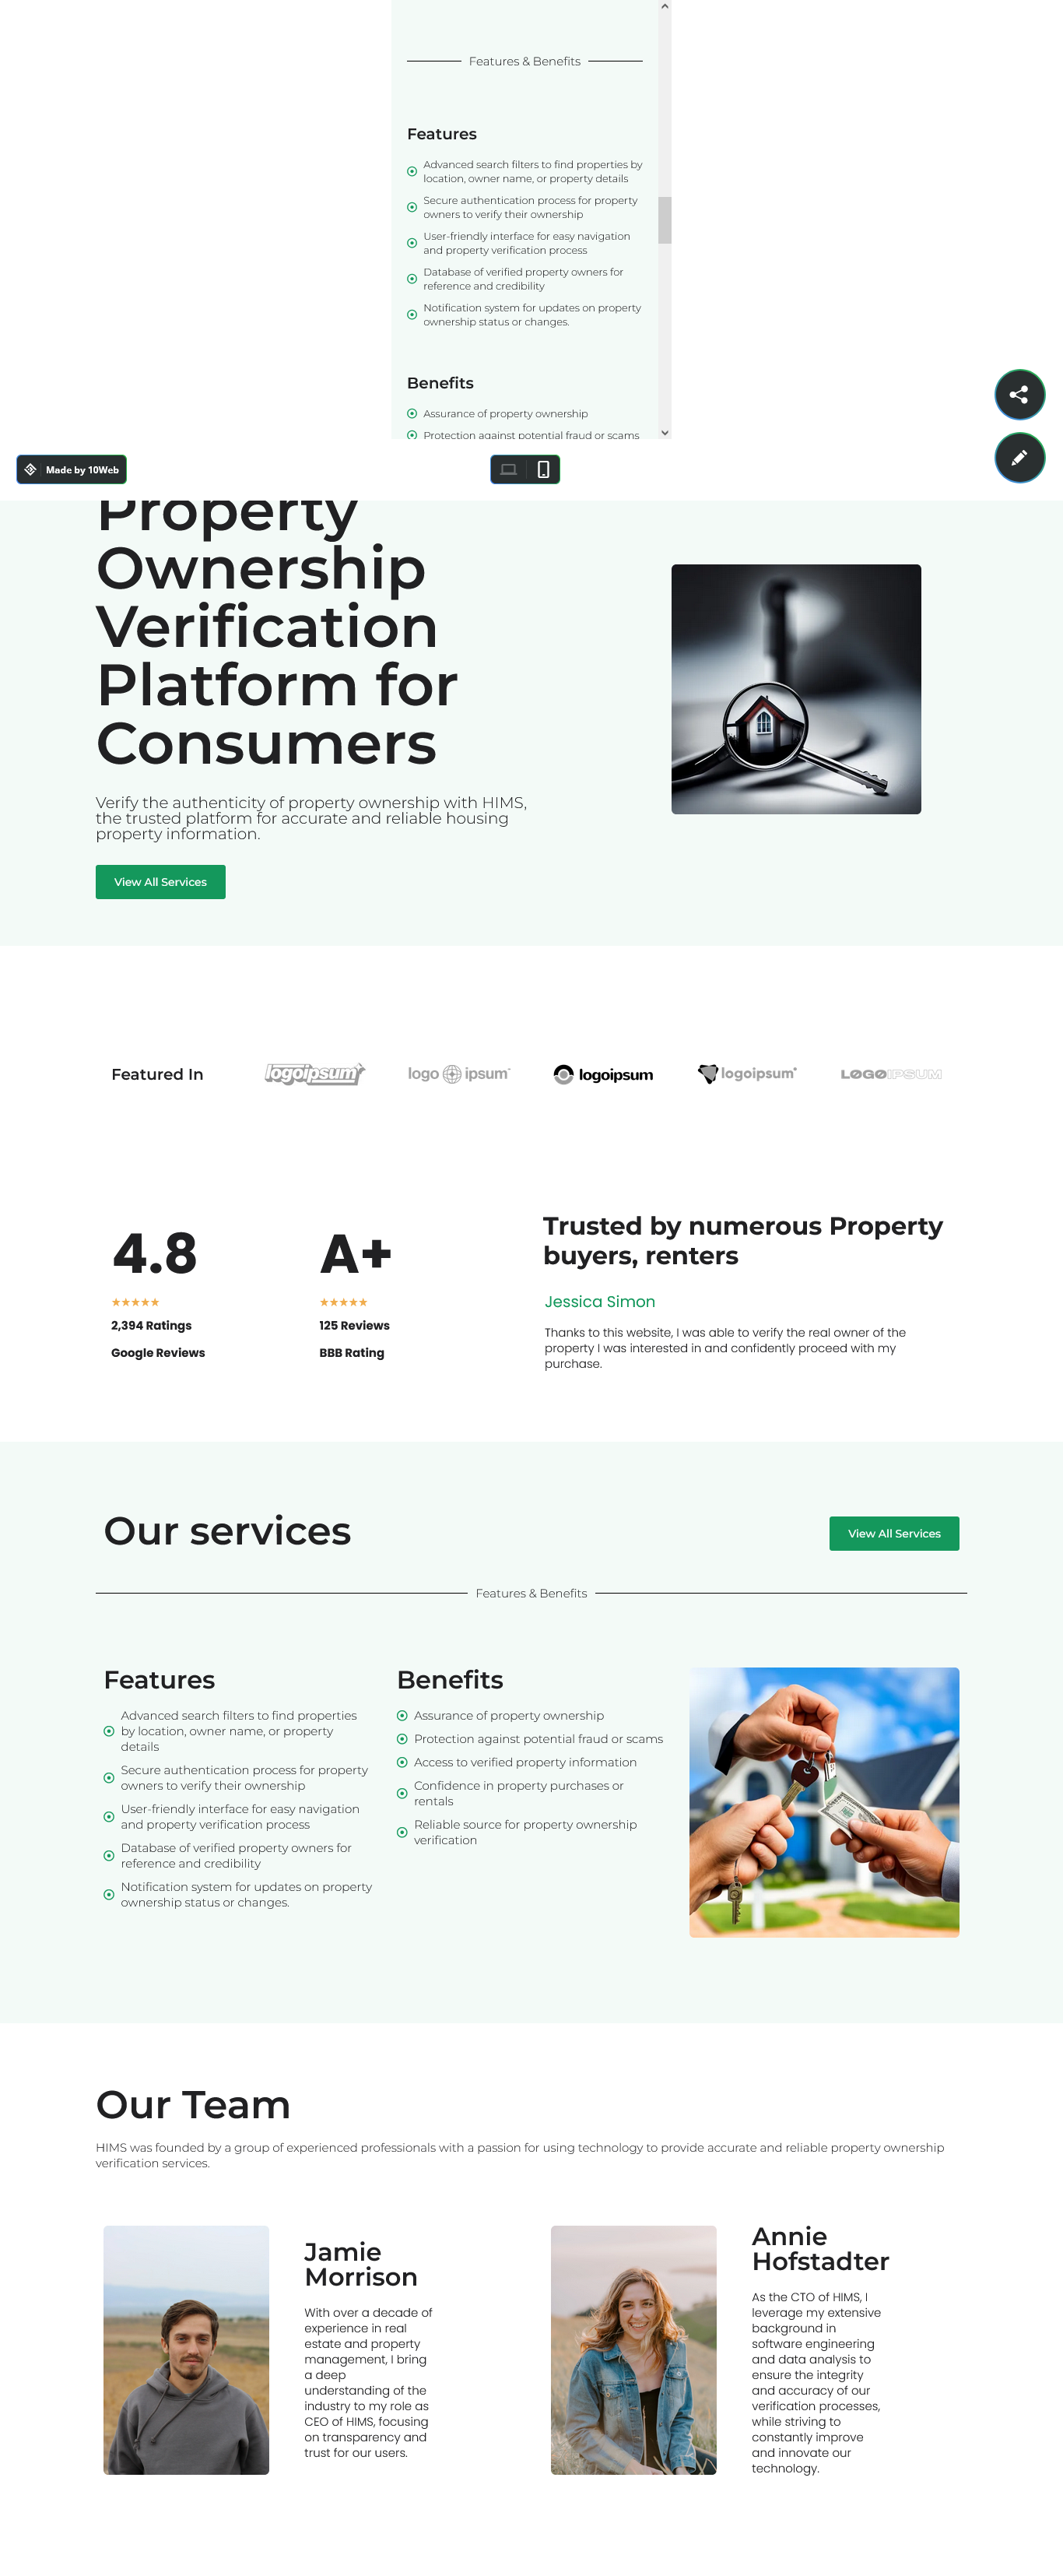 Features & Benefits
Features
Advanced search filters to find properties by
location, owner name, or property details
Secure authentication process for property
owners to verify their ownership
User-friendly interface for easy navigation
and property verification process
Database of verified property owners for
reference and credibility
Notification system for updates on property
ownership status or changes.
Benefits
Assurance of property ownership
Protection against potential fraud or scams
Made by 10Web
Property
Ownership
Verification
Platform for
Consumers
Verify the authenticity of property ownership with HIMS,
the trusted platform for accurate and reliable housing
property information.
View All Services
Featured In
logoipsum
logo ipsum
logoipsum
logoipsum
LOGOIPSUM
4.8
2,394 Ratings
Google Reviews
A+
125 Reviews
BBB Rating
Trusted by numerous Property
buyers, renters
Jessica Simon
Thanks to this website, I was able to verify the real owner of the
property I was interested in and confidently proceed with my
purchase.
Our services
View All Services
Features & Benefits
Features
Advanced search filters to find properties
by location, owner name, or property
details
Secure authentication process for property
owners to verify their ownership
User-friendly interface for easy navigation
and property verification process
Database of verified property owners for
reference and credibility
Notification system for updates on property
ownership status or changes.
Benefits
Assurance of property ownership
Protection against potential fraud or scams
Access to verified property information
Confidence in property purchases or
rentals
Reliable source for property ownership
verification
Our Team
HIMS was founded by a group of experienced professionals with a passion for using technology to provide accurate and reliable property ownership
verification services.
Jamie
Morrison
With over a decade of
experience in real
estate and property
management, I bring
a deep
understanding of the
industry to my role as
CEO of HIMS, focusing
on transparency and
trust for our users.
Annie
Hofstadter
As the CTO of HIMS, I
leverage my extensive
background in
software engineering
and data analysis to
ensure the integrity
and accuracy of our
verification processes,
while striving to
constantly improve
and innovate our
technology.